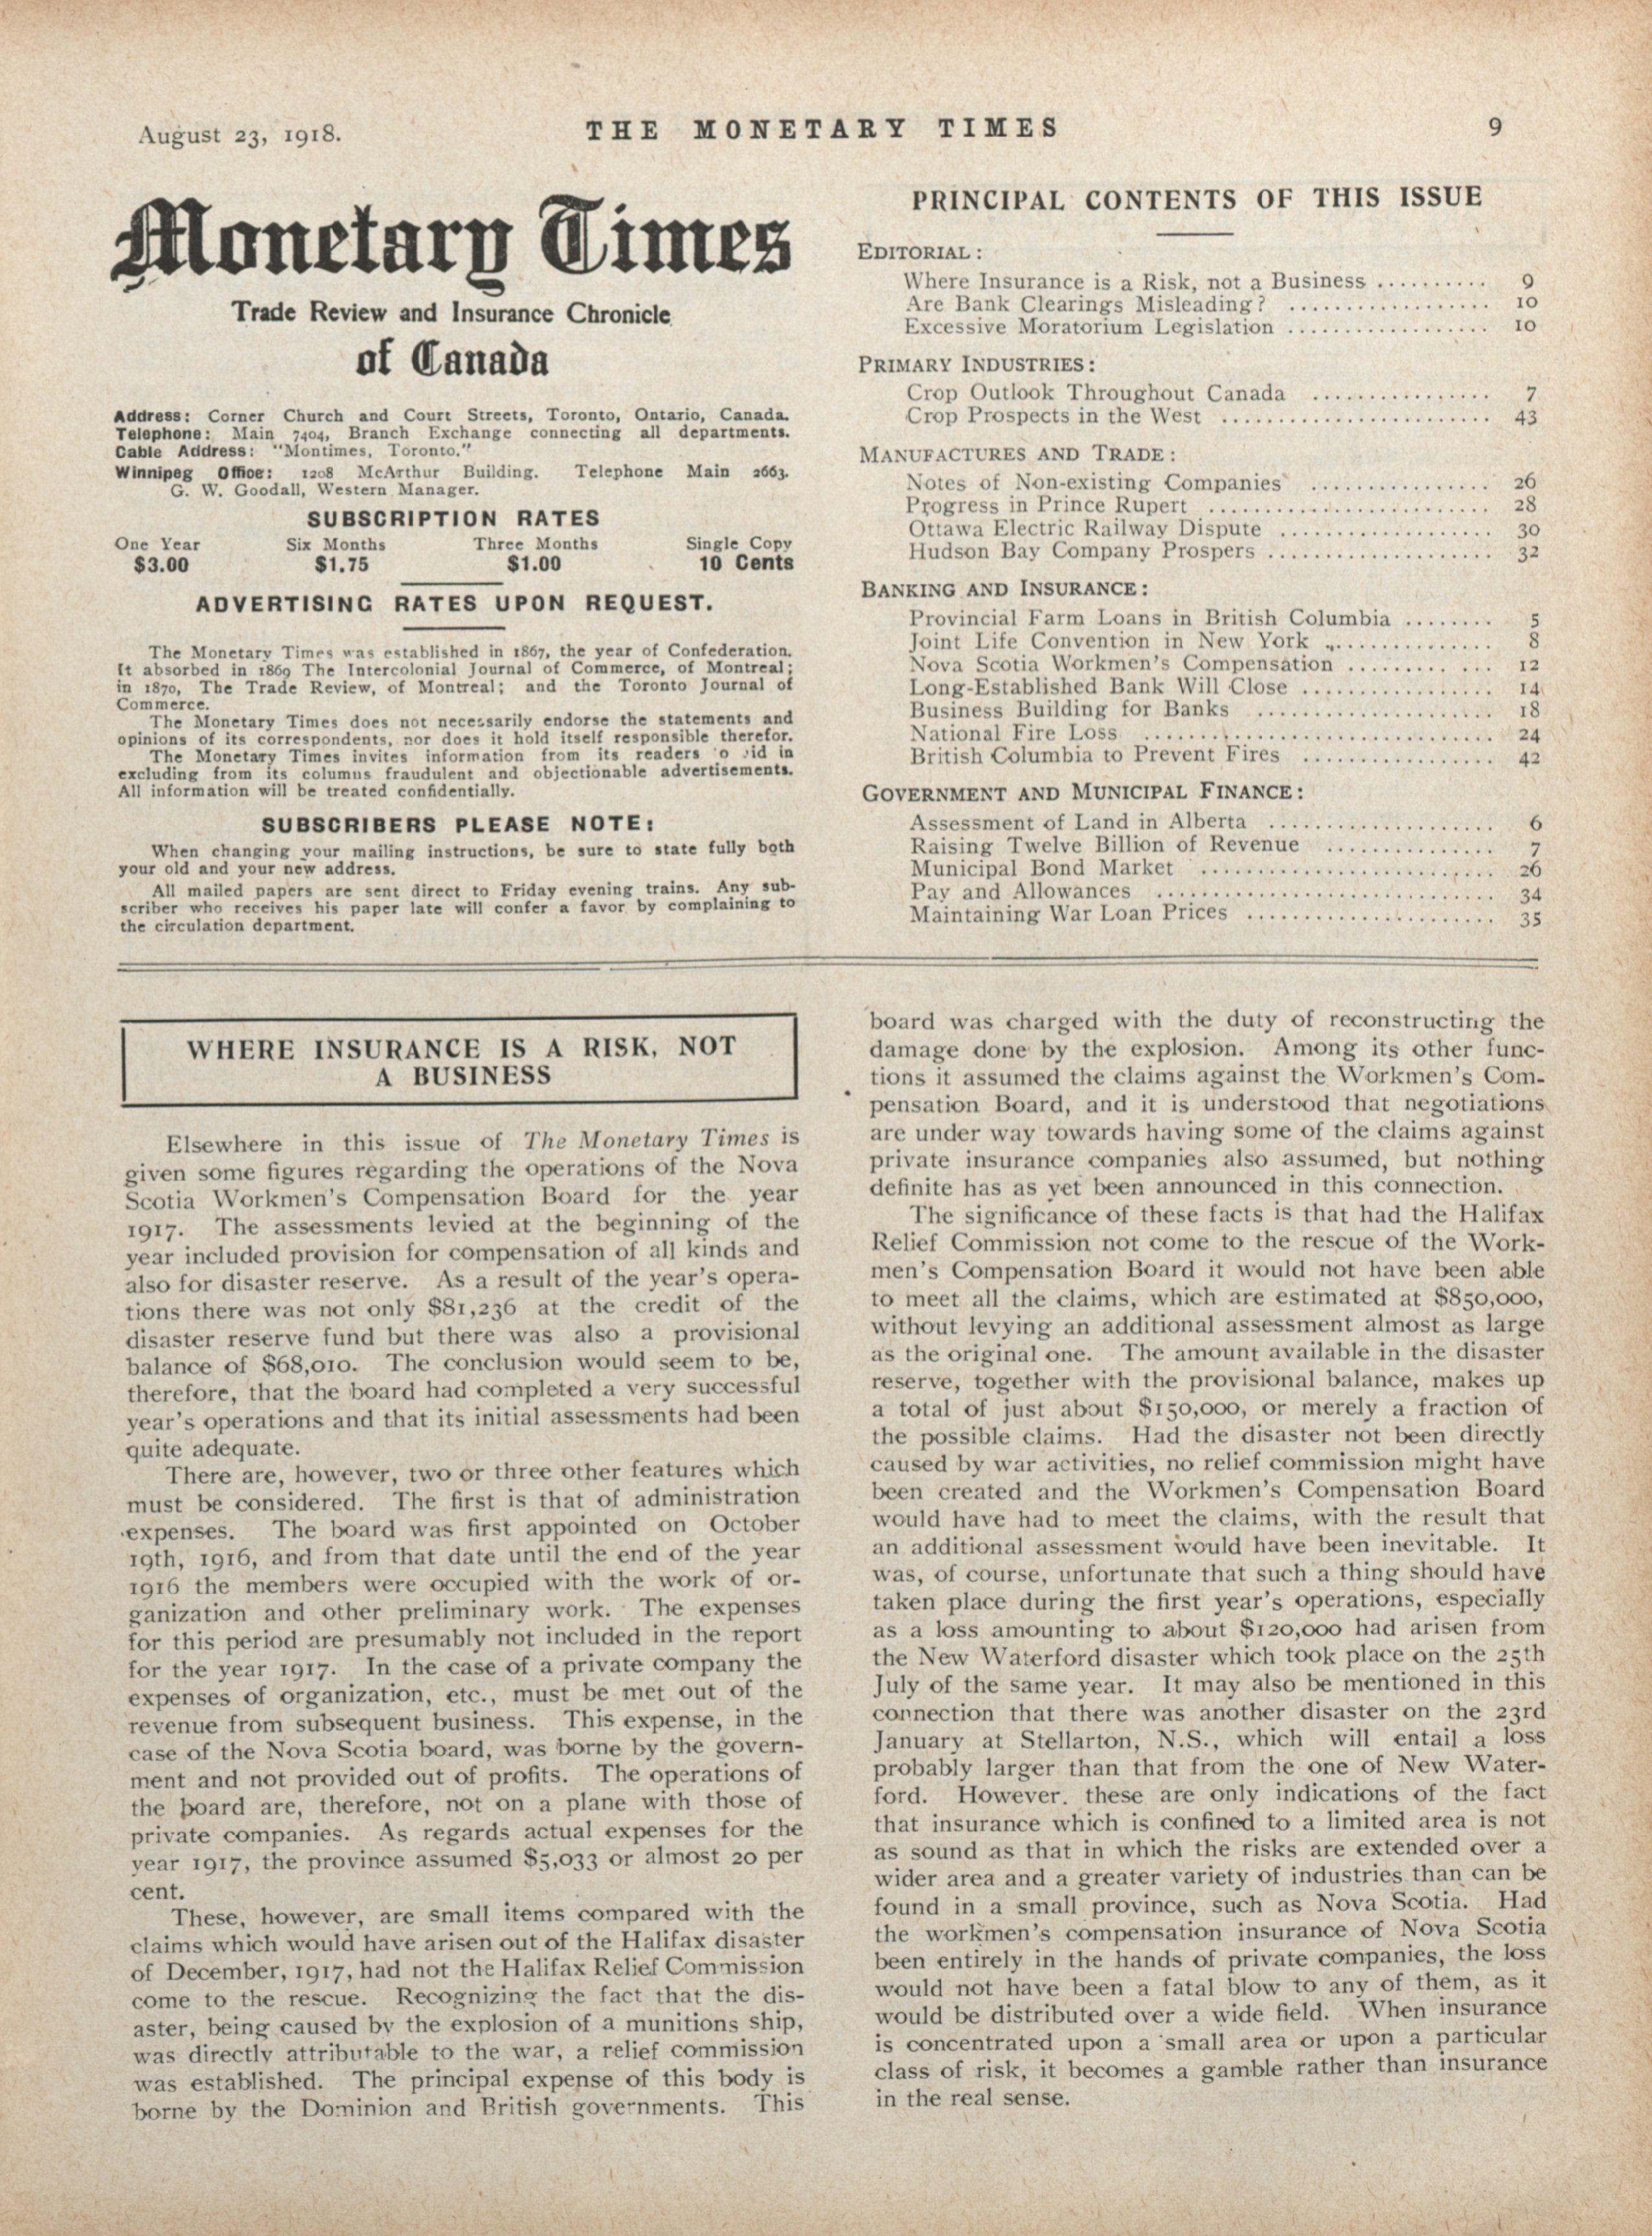 August 23, 1918.
THE MONETARY TIMES
9
Monetary Times
Trade Review and Insurance Chronicle
of Canada
Address: Corner Church and Court Streets, Toronto, Ontario, Canada.
Telephone: Main 7404, Branch Exchange connecting all departments.
Cable Address: "Montimes, Toronto."
Winnipeg Office: 1208 McArthur Building. Telephone Main 2663.
G. W. Goodall, Western Manager.
SUBSCRIPTION RATES
One Year Six Months Three Months Single Copy
$3.00 $1.75 $1.00 10 Cents
ADVERTISING RATES UPON REQUEST.
The Monetary Times was established in 1867, the year of Confederation.
It absorbed in 1869 The Intercolonial Journal of Commerce, of Montreal;
in 1870, The Trade Review, of Montreal; and the Toronto Journal of
Commerce.
The Monetary Times does not necessarily endorse the statements and
opinions of its correspondents, nor does it hold itself responsible therefor.
The Monetary Times invites information from its readers in
excluding from its columns fraudulent and objectionable advertisements.
All information will be treated confidentially.
SUBSCRIBERS PLEASE NOTE:
When changing your mailing instructions, be sure to state fully both
your old and your new address.
All mailed papers are sent direct to Friday evening trains. Any sub-
scriber who receives his paper late will confer a favor by complaining to
the circulation department.
PRINCIPAL CONTENTS OF THIS ISSUE
EDITORIAL:
Where Insurance is a Risk, not a Business .......... 9
Are Bank Clearings Misleading? .................. 10
Excessive Moratorium Legislation .................. 10
PRIMARY INDUSTRIES:
Crop Outlook Throughout Canada ................ 7
Crop Prospects in the West ........................ 43
MANUFACTURES AND TRADE:
Notes of Non-existing Companies ................ 26
Progress in Prince Rupert ......................... 28
Ottawa Electric Railway Dispute ................... 30
Hudson Bay Company Prospers .................... 32
BANKING AND INSURANCE:
Provincial Farm Loans in British Columbia ........ 5
Joint Life Convention in New York ............... 8
Nova Scotia Workmen's Compensation ............. 12
Long-Established Bank Will Close ................. 14
Business Building for Banks ..................... 18
National Fire Loss ............................... 24
British Columbia to Prevent Fires ................. 42
GOVERNMENT AND MUNICIPAL FINANCE:
Assessment of Land in Alberta .................... 6
Raising Twelve Billion of Revenue ............... 7
Municipal Bond Market .......................... 26
Pay and Allowances .............................. 34
Maintaining War Loan Prices ...................... 35
WHERE INSURANCE IS A RISK, NOT
A BUSINESS
Elsewhere in this issue of The Monetary Times is
given some figures regarding the operations of the Nova
Scotia Workmen's Compensation Board for the year
1917. The assessments levied at the beginning of the
year included provision for compensation of all kinds and
also for disaster reserve. As a result of the year's opera-
tions there was not only $81,236 at the credit of the
disaster reserve fund but there was also a provisional
balance of $68,010. The conclusion would seem to be,
therefore, that the board had completed a very successful
year's operations and that its initial assessments had been
quite adequate.
There are, however, two or three other features which
must be considered. The first is that of administration
expenses. The board was first appointed on October
19th, 1916, and from that date until the end of the year
1916 the members were occupied with the work of or-
ganization and other preliminary work. The expenses
for this period are presumably not included in the report
for the year 1917. In the case of a private company the
expenses of organization, etc., must be met out of the
revenue from subsequent business. This expense, in the
case of the Nova Scotia board, was borne by the govern-
ment and not provided out of profits. The operations of
the board are, therefore, not on a plane with those of
private companies. As regards actual expenses for the
year 1917, the province assumed $5,033 or almost 20 per
cent.
These, however, are small items compared with the
claims which would have arisen out of the Halifax disaster
of December, 1917, had not the Halifax Relief Commission
come to the rescue. Recognizing the fact that the dis-
aster, being caused by the explosion of a munitions ship,
was directly attributable to the war, a relief commission
was established. The principal expense of this body is
borne by the Dominion and British governments. This
board was charged with the duty of reconstructing the
damage done by the explosion. Among its other func-
tions it assumed the claims against the Workmen's Com-
pensation Board, and it is understood that negotiations
are under way towards having some of the claims against
private insurance companies also assumed, but nothing
definite has as yet been announced in this connection.
The significance of these facts is that had the Halifax
Relief Commission not come to the rescue of the Work-
men's Compensation Board it would not have been able
to meet all the claims, which are estimated at $850,000,
without levying an additional assessment almost as large
as the original one. The amount available in the disaster
reserve, together with the provisional balance, makes up
a total of just about $150,000, or merely a fraction of
the possible claims. Had the disaster not been directly
caused by war activities, no relief commission might have
been created and the Workmen's Compensation Board
would have had to meet the claims, with the result that
an additional assessment would have been inevitable. It
was, of course, unfortunate that such a thing should have
taken place during the first year's operations, especially
as a loss amounting to about $120,000 had arisen from
the New Waterford disaster which took place on the 25th
July of the same year. It may also be mentioned in this
connection that there was another disaster on the 23rd
January at Stellarton, N.S., which will entail a loss
probably larger than that from the one of New Water-
ford. However, these are only indications of the fact
that insurance which is confined to a limited area is not
as sound as that in which the risks are extended over a
wider area and a greater variety of industries than can be
found in a small province, such as Nova Scotia. Had
the workmen's compensation insurance of Nova Scotia
been entirely in the hands of private companies, the loss
would not have been a fatal blow to any of them, as it
would be distributed over a wide field. When insurance
is concentrated upon a small area or upon a particular
class of risk, it becomes a gamble rather than insurance
in the real sense.